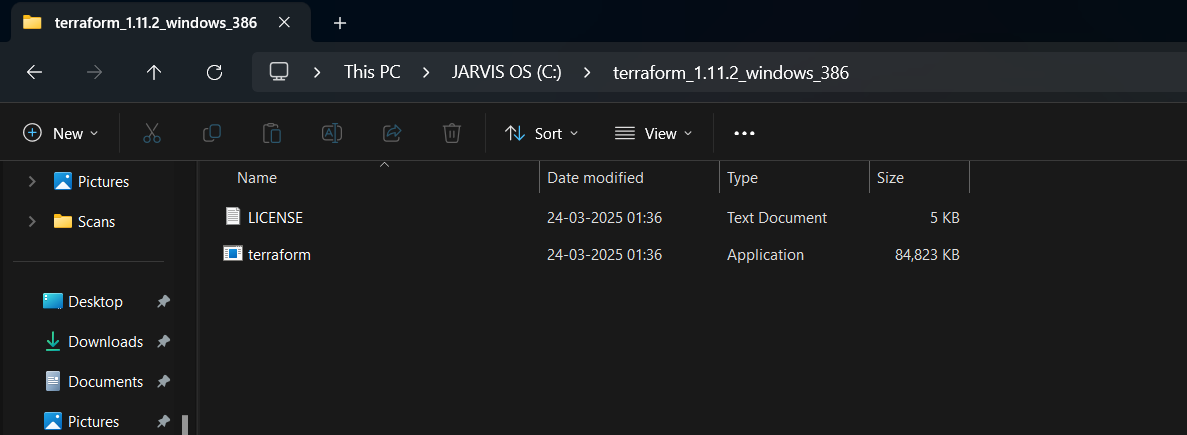 terraform_1.11.2_windows_386
This PC > JARVIS OS (C:) > terraform_1.11.2_windows_386
New Sort View
Pictures
Scans
Desktop
Downloads
Documents
Pictures
Name Date modified Type Size
LICENSE 24-03-2025 01:36 Text Document 5 KB
terraform 24-03-2025 01:36 Application 84,823 KB